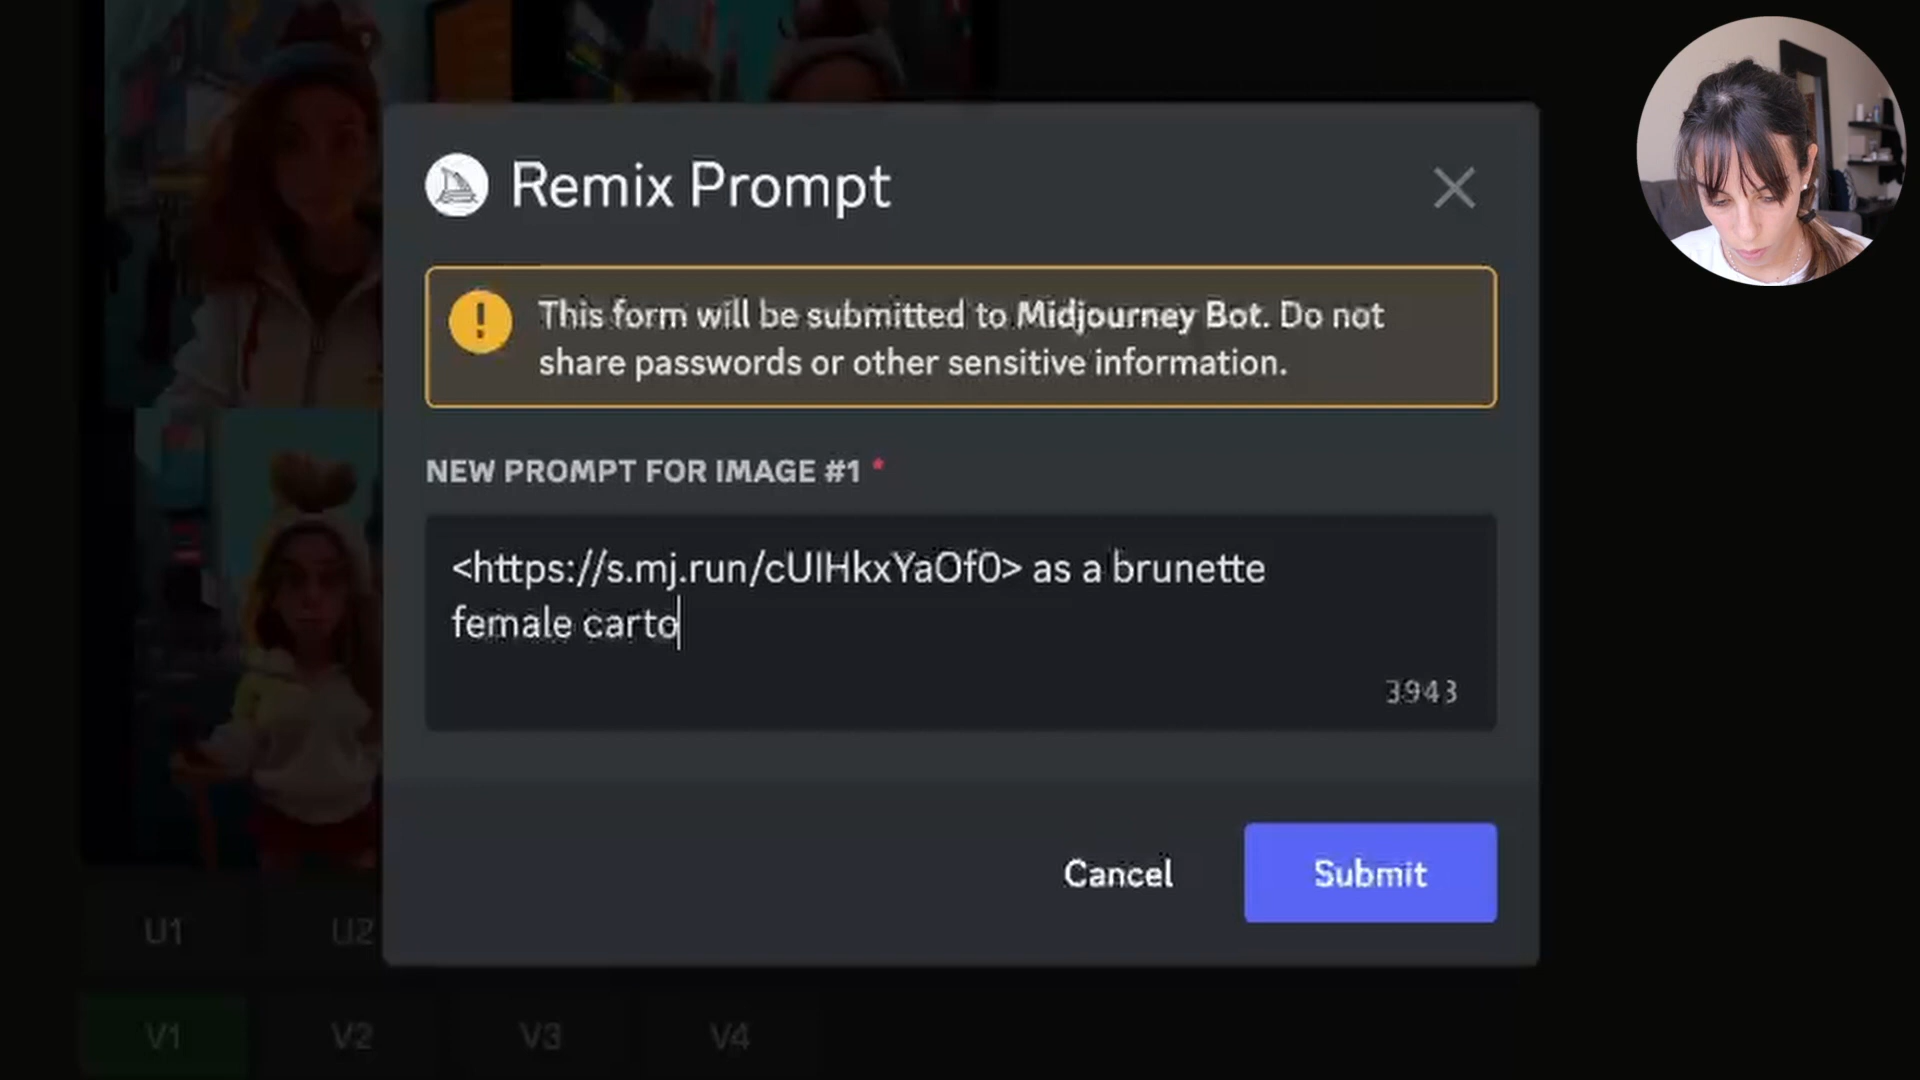 Remix Prompt
This form will be submitted to Midjourney Bot. Do not
share passwords or other sensitive information.
NEW PROMPT FOR IMAGE #1 *
<https://s.mj.run/cUIHkxYaOf0> as a brunette
female carto
3943
Cancel
Submit
U1
U2
V1
V2
V3
V4